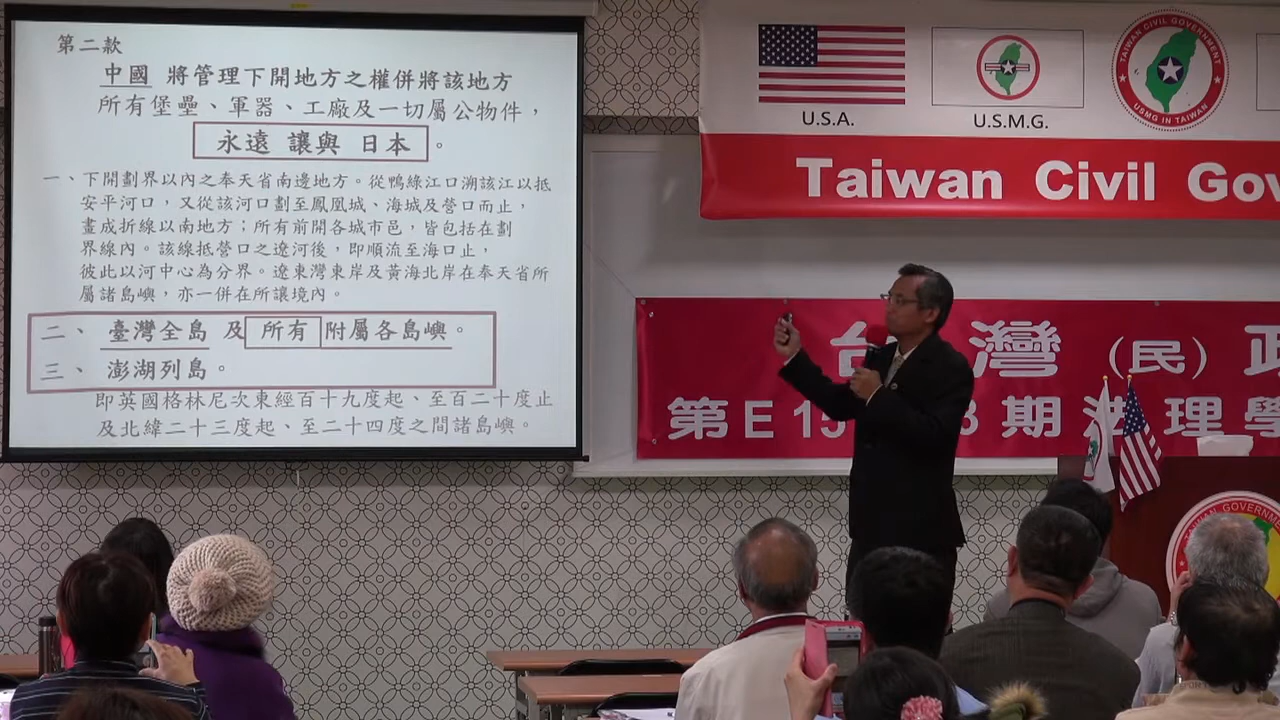 第二款
中國 將管理下開地方之權併將該地方
所有堡壘、軍器、工廠及一切屬公物件，
永遠 讓與 日本。
一、下開劃界以內之奉天省南邊地方。從鴨綠江口溯該江以抵
安平河口，又從該河口劃至鳳凰城、海城及營口而止，
畫成折線以南地方；所有前開各城市邑，皆包括在劃
界線內。該線抵營口之遼河後，即順流至海口止，
彼此以河中心為分界。遼東灣東岸及黃海北岸在奉天省所
屬諸島嶼，亦一併在所讓境內。
二、臺灣全島 及 所有 附屬各島嶼。
三、澎湖列島。
即英國格林尼次東經百十九度起、至百二十度止
及北緯二十三度起、至二十四度之間諸島嶼。
U.S.A.
U.S.M.G.
TAIWAN CIVIL GOVERNMENT
USMG IN TAIWAN
Taiwan Civil Gov
台灣（民）政
第E15 3期法理學
TAIWAN GOVERNM